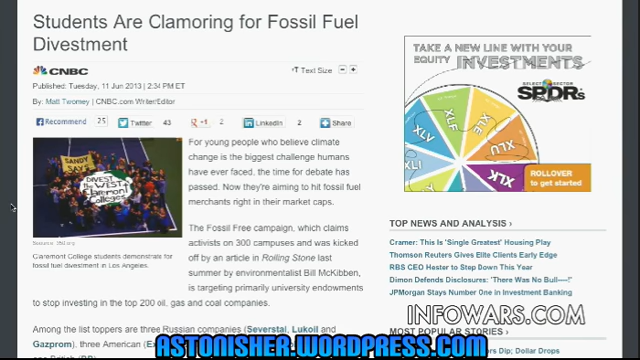 Students Are Clamoring for Fossil Fuel
Divestment
CNBC
Text Size
Published: Tuesday, 11 Jun 2013 | 2:34 PM ET
By: Matt Twomey | CNBC.com Writer/Editor
Recommend 25
Twitter 43
+1 2
LinkedIn 2
Share
SANDY
SAYS
DIVEST
the WEST
Claremont
Colleges
Claremont College students demonstrate for
fossil fuel divestment in Los Angeles.
For young people who believe climate
change is the biggest challenge humans
have ever faced, the time for debate has
passed. Now they're aiming to hit fossil fuel
merchants right in their market caps.
The Fossil Free campaign, which claims
activists on 300 campuses and was kicked
off by an article in Rolling Stone last
summer by environmentalist Bill McKibben,
is targeting primarily university endowments
to stop investing in the top 200 oil, gas and coal companies.
Among the list toppers are three Russian companies (Severstal, Lukoil and
Gazprom), three American
TAKE A NEW LINE WITH YOUR
EQUITY INVESTMENTS
SELECT SECTOR
SPDRs
XLV
XLF
XLE
XLU
XLK
XLI
ROLLOVER
to get started
TOP NEWS AND ANALYSIS ›
Cramer: This Is 'Single Greatest' Housing Play
Thomson Reuters Gives Elite Clients Early Edge
RBS CEO Hester to Step Down This Year
Dimon Defends Disclosures: 'There Was No Bull----!'
JPMorgan Stays Number One in Investment Banking
INFOWARS.COM
MOST POPULAR STORIES ›
Dips as Dollar Drops
ASTONISHER.WORDPRESS.COM